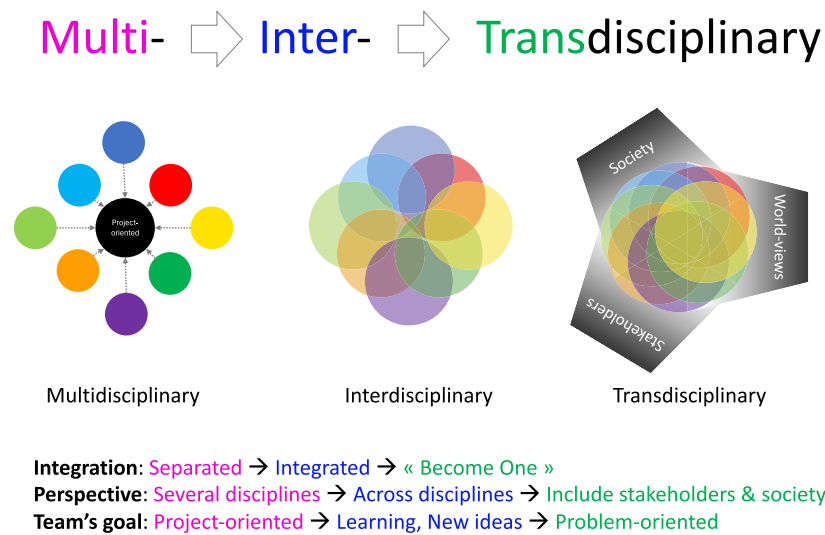 Multi- Inter- Transdisciplinary
Project-
oriented
Society
World-views
Stakeholders
Multidisciplinary Interdisciplinary Transdisciplinary
Integration: Separated → Integrated → « Become One »
Perspective: Several disciplines → Across disciplines → Include stakeholders & society
Team’s goal: Project-oriented → Learning, New ideas → Problem-oriented